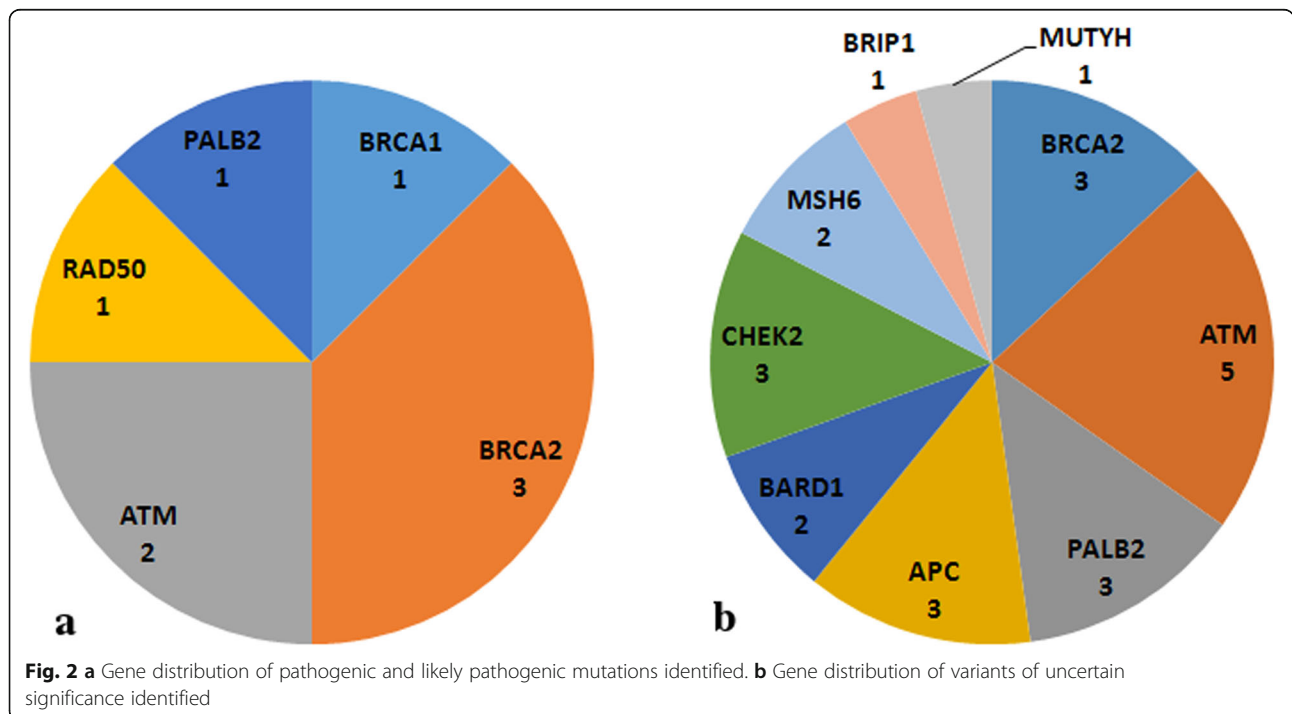 PALB2
1
BRCA1
1
RAD50
1
BRCA2
3
ATM
2
a
BRIP1
1
MUTYH
1
BRCA2
3
MSH6
2
ATM
5
CHEK2
3
BARD1
2
PALB2
3
APC
3
b
Fig. 2 a Gene distribution of pathogenic and likely pathogenic mutations identified. b Gene distribution of variants of uncertain
significance identified